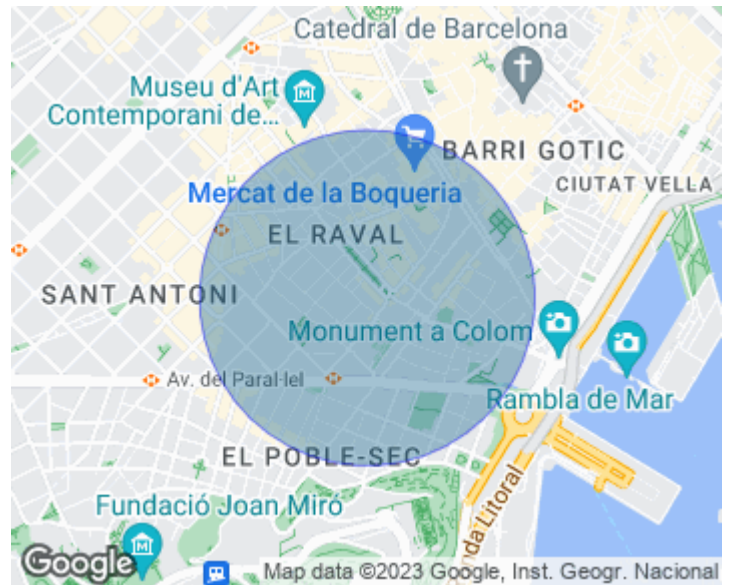 Catedral de Barcelona
Museu d'Art
Contemporani de...
BARRI GOTIC
CIUTAT VELLA
Mercat de la Boqueria
EL RAVAL
SANT ANTONI
Monument a Colom
Av. del Paral·lel
Rambla de Mar
EL POBLE-SEC
Fundació Joan Miró
nda Litoral
Google
Map data ©2023 Google, Inst. Geogr. Nacional